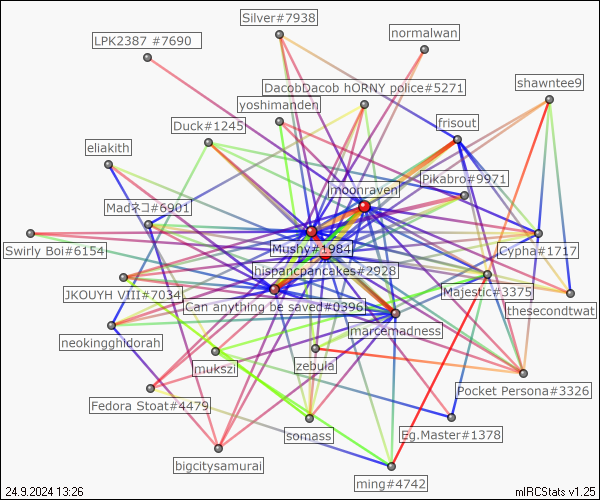 Silver#7938
LPK2387 #7690
normalwan
shawntee9
DacobDacob hORNY police#5271
yoshimanden
frisout
Duck#1245
eliakith
Pikabro#9971
moonraven
Madネコ#6901
Mushy#1984
Swirly Boi#6154
Cypha#1717
hispancpancakes#2928
JKOUYH VIII#7034
Majestic#3375
Can anything be saved#0396
thesecondtwat
marcemadness
neokingghidorah
mukszi
zebula
Pocket Persona#3326
Fedora Stoat#4479
somass
Eg.Master#1378
bigcitysamurai
ming#4742
24.9.2024 13:26
mIRCStats v1.25